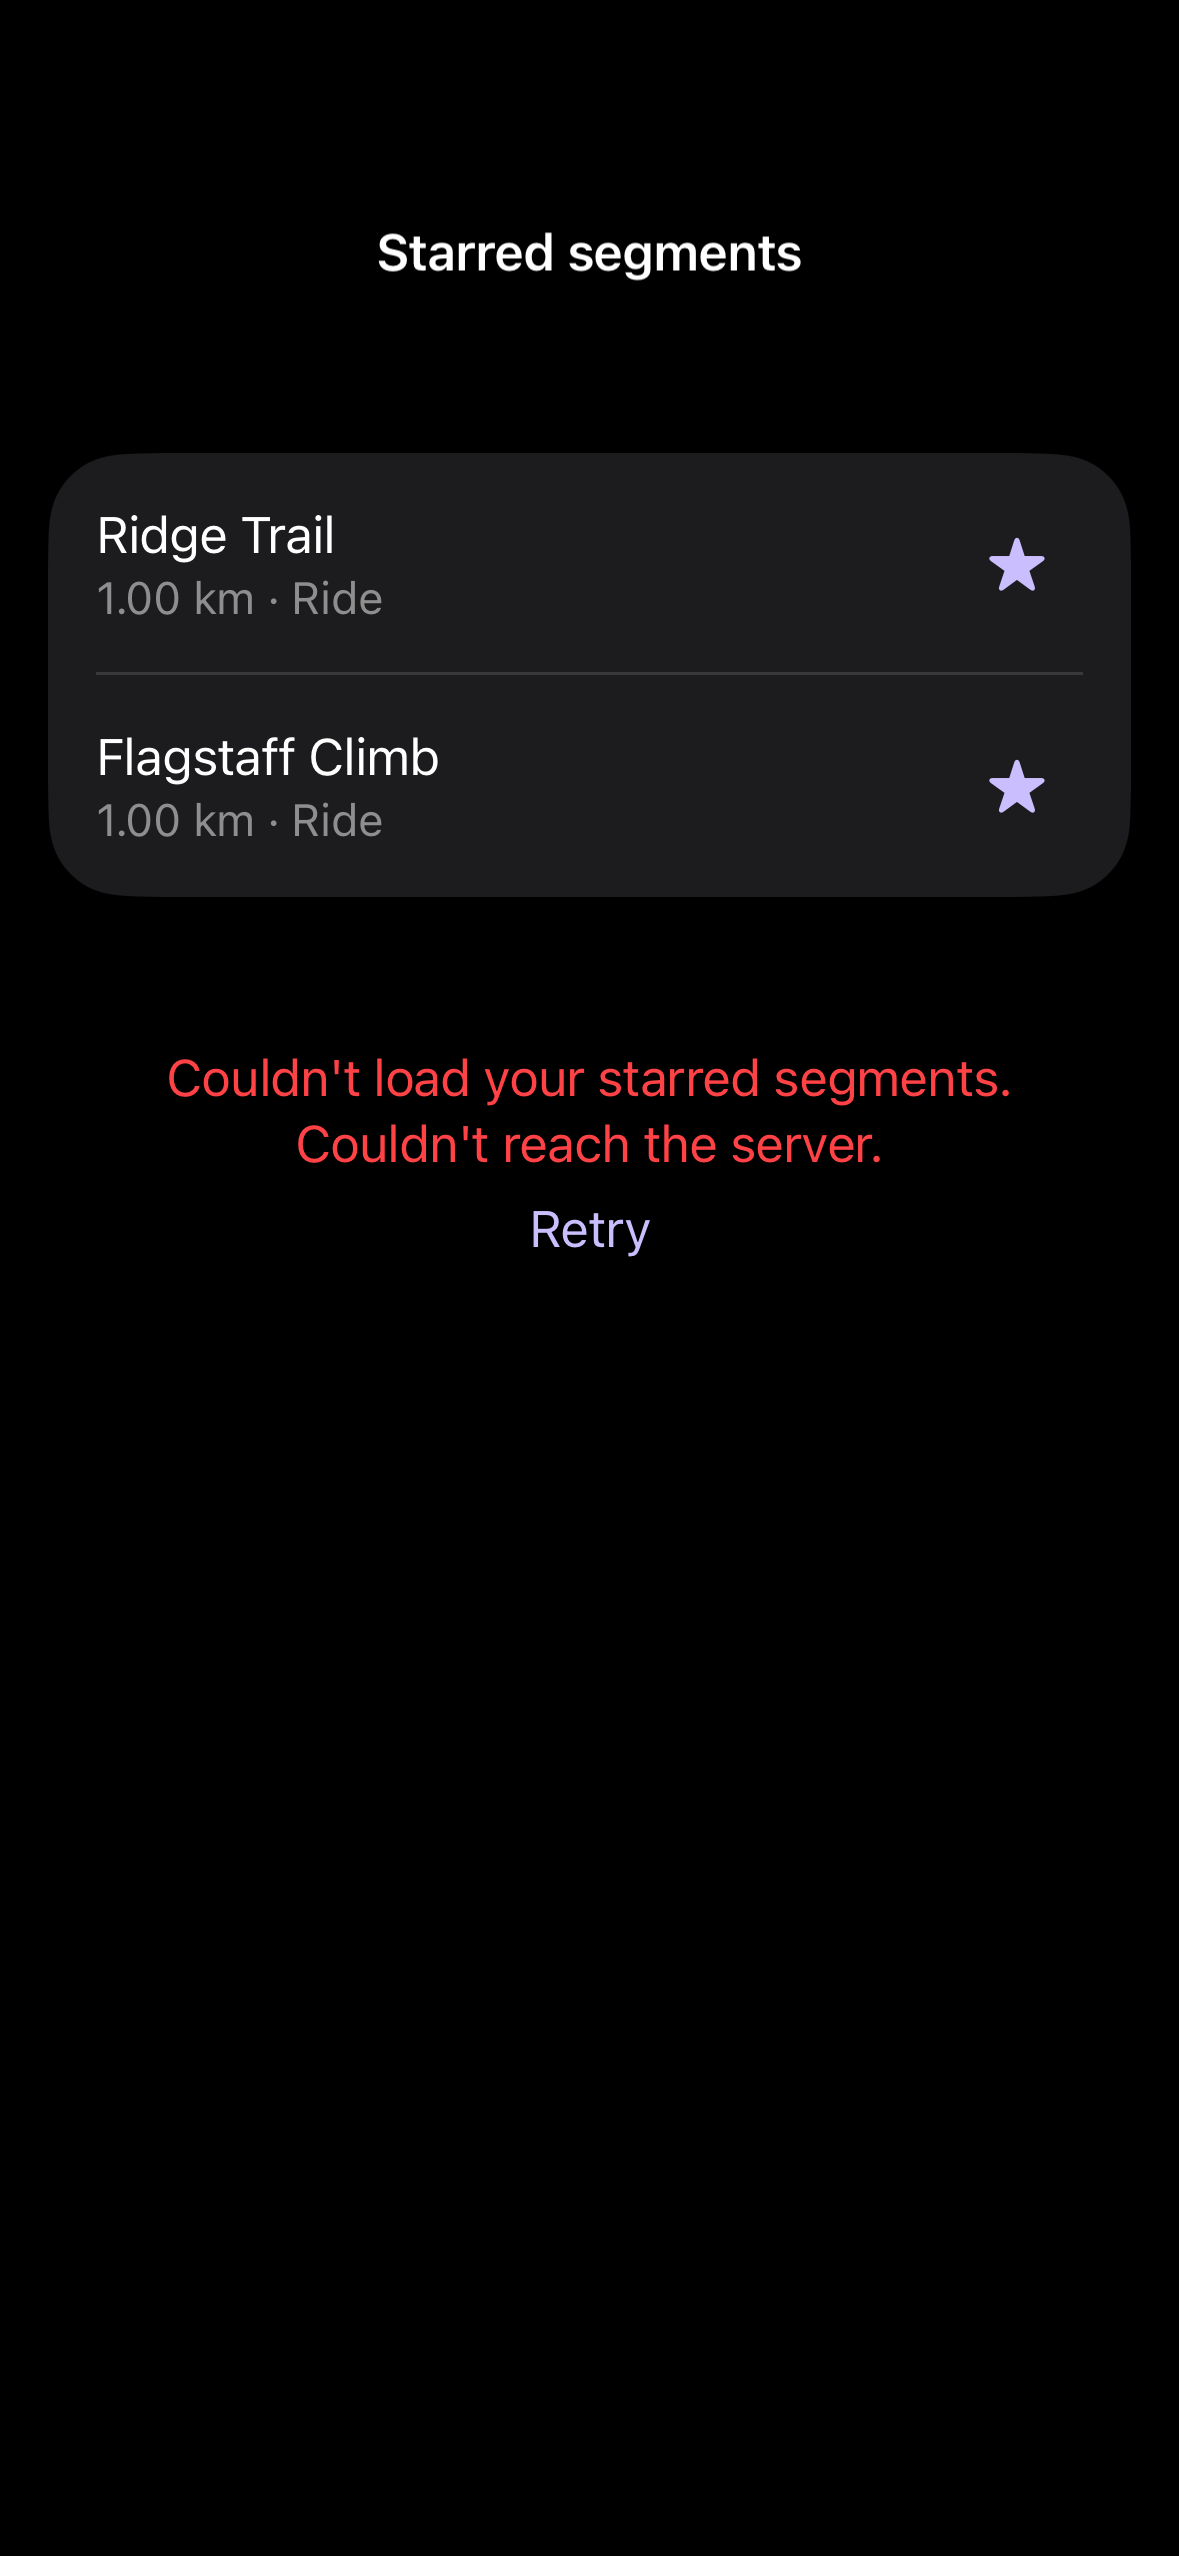 Starred segments
Ridge Trail
1.00 km · Ride
Flagstaff Climb
1.00 km · Ride
Couldn't load your starred segments.
Couldn't reach the server.
Retry